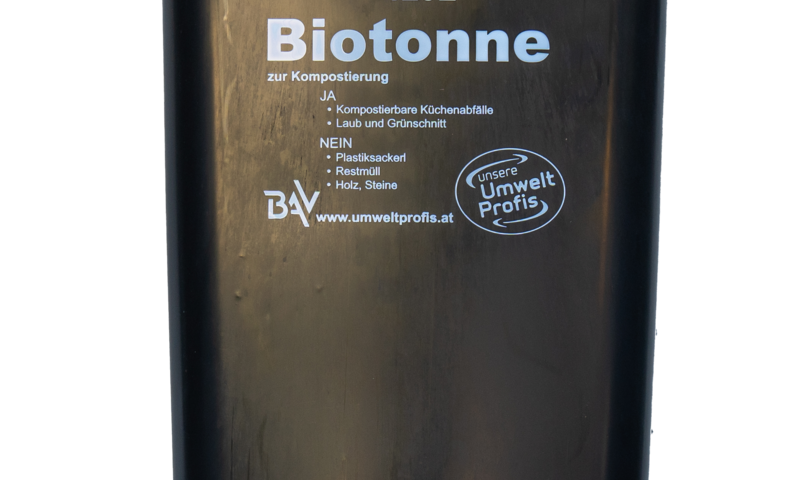 Biotonne
zur Kompostierung
JA
• Kompostierbare Küchenabfälle
• Laub und Grünschnitt
NEIN
• Plastiksackerl
• Restmüll
• Holz, Steine
BAV
www.umweltprofis.at
unsere
Umwelt
Profis